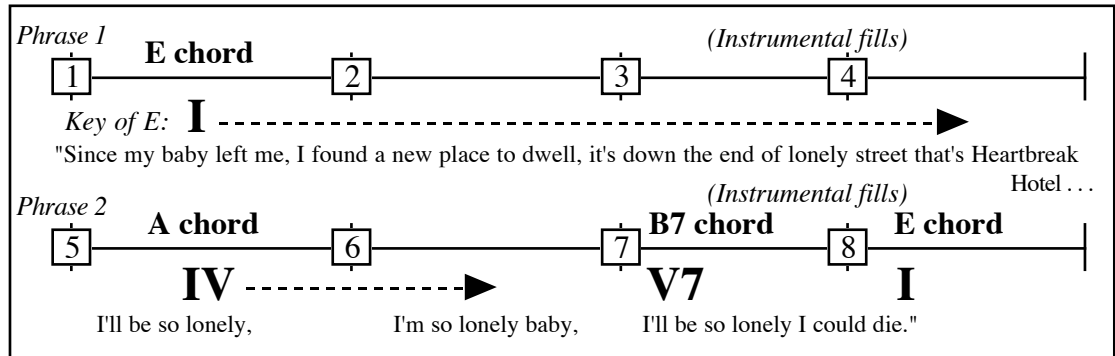 Phrase 1
E chord
(Instrumental fills)
1 2 3 4
Key of E: I
"Since my baby left me, I found a new place to dwell, it's down the end of lonely street that's Heartbreak
Hotel . . .
Phrase 2
(Instrumental fills)
A chord B7 chord E chord
5 6 7 8
IV V7 I
I'll be so lonely, I'm so lonely baby, I'll be so lonely I could die."